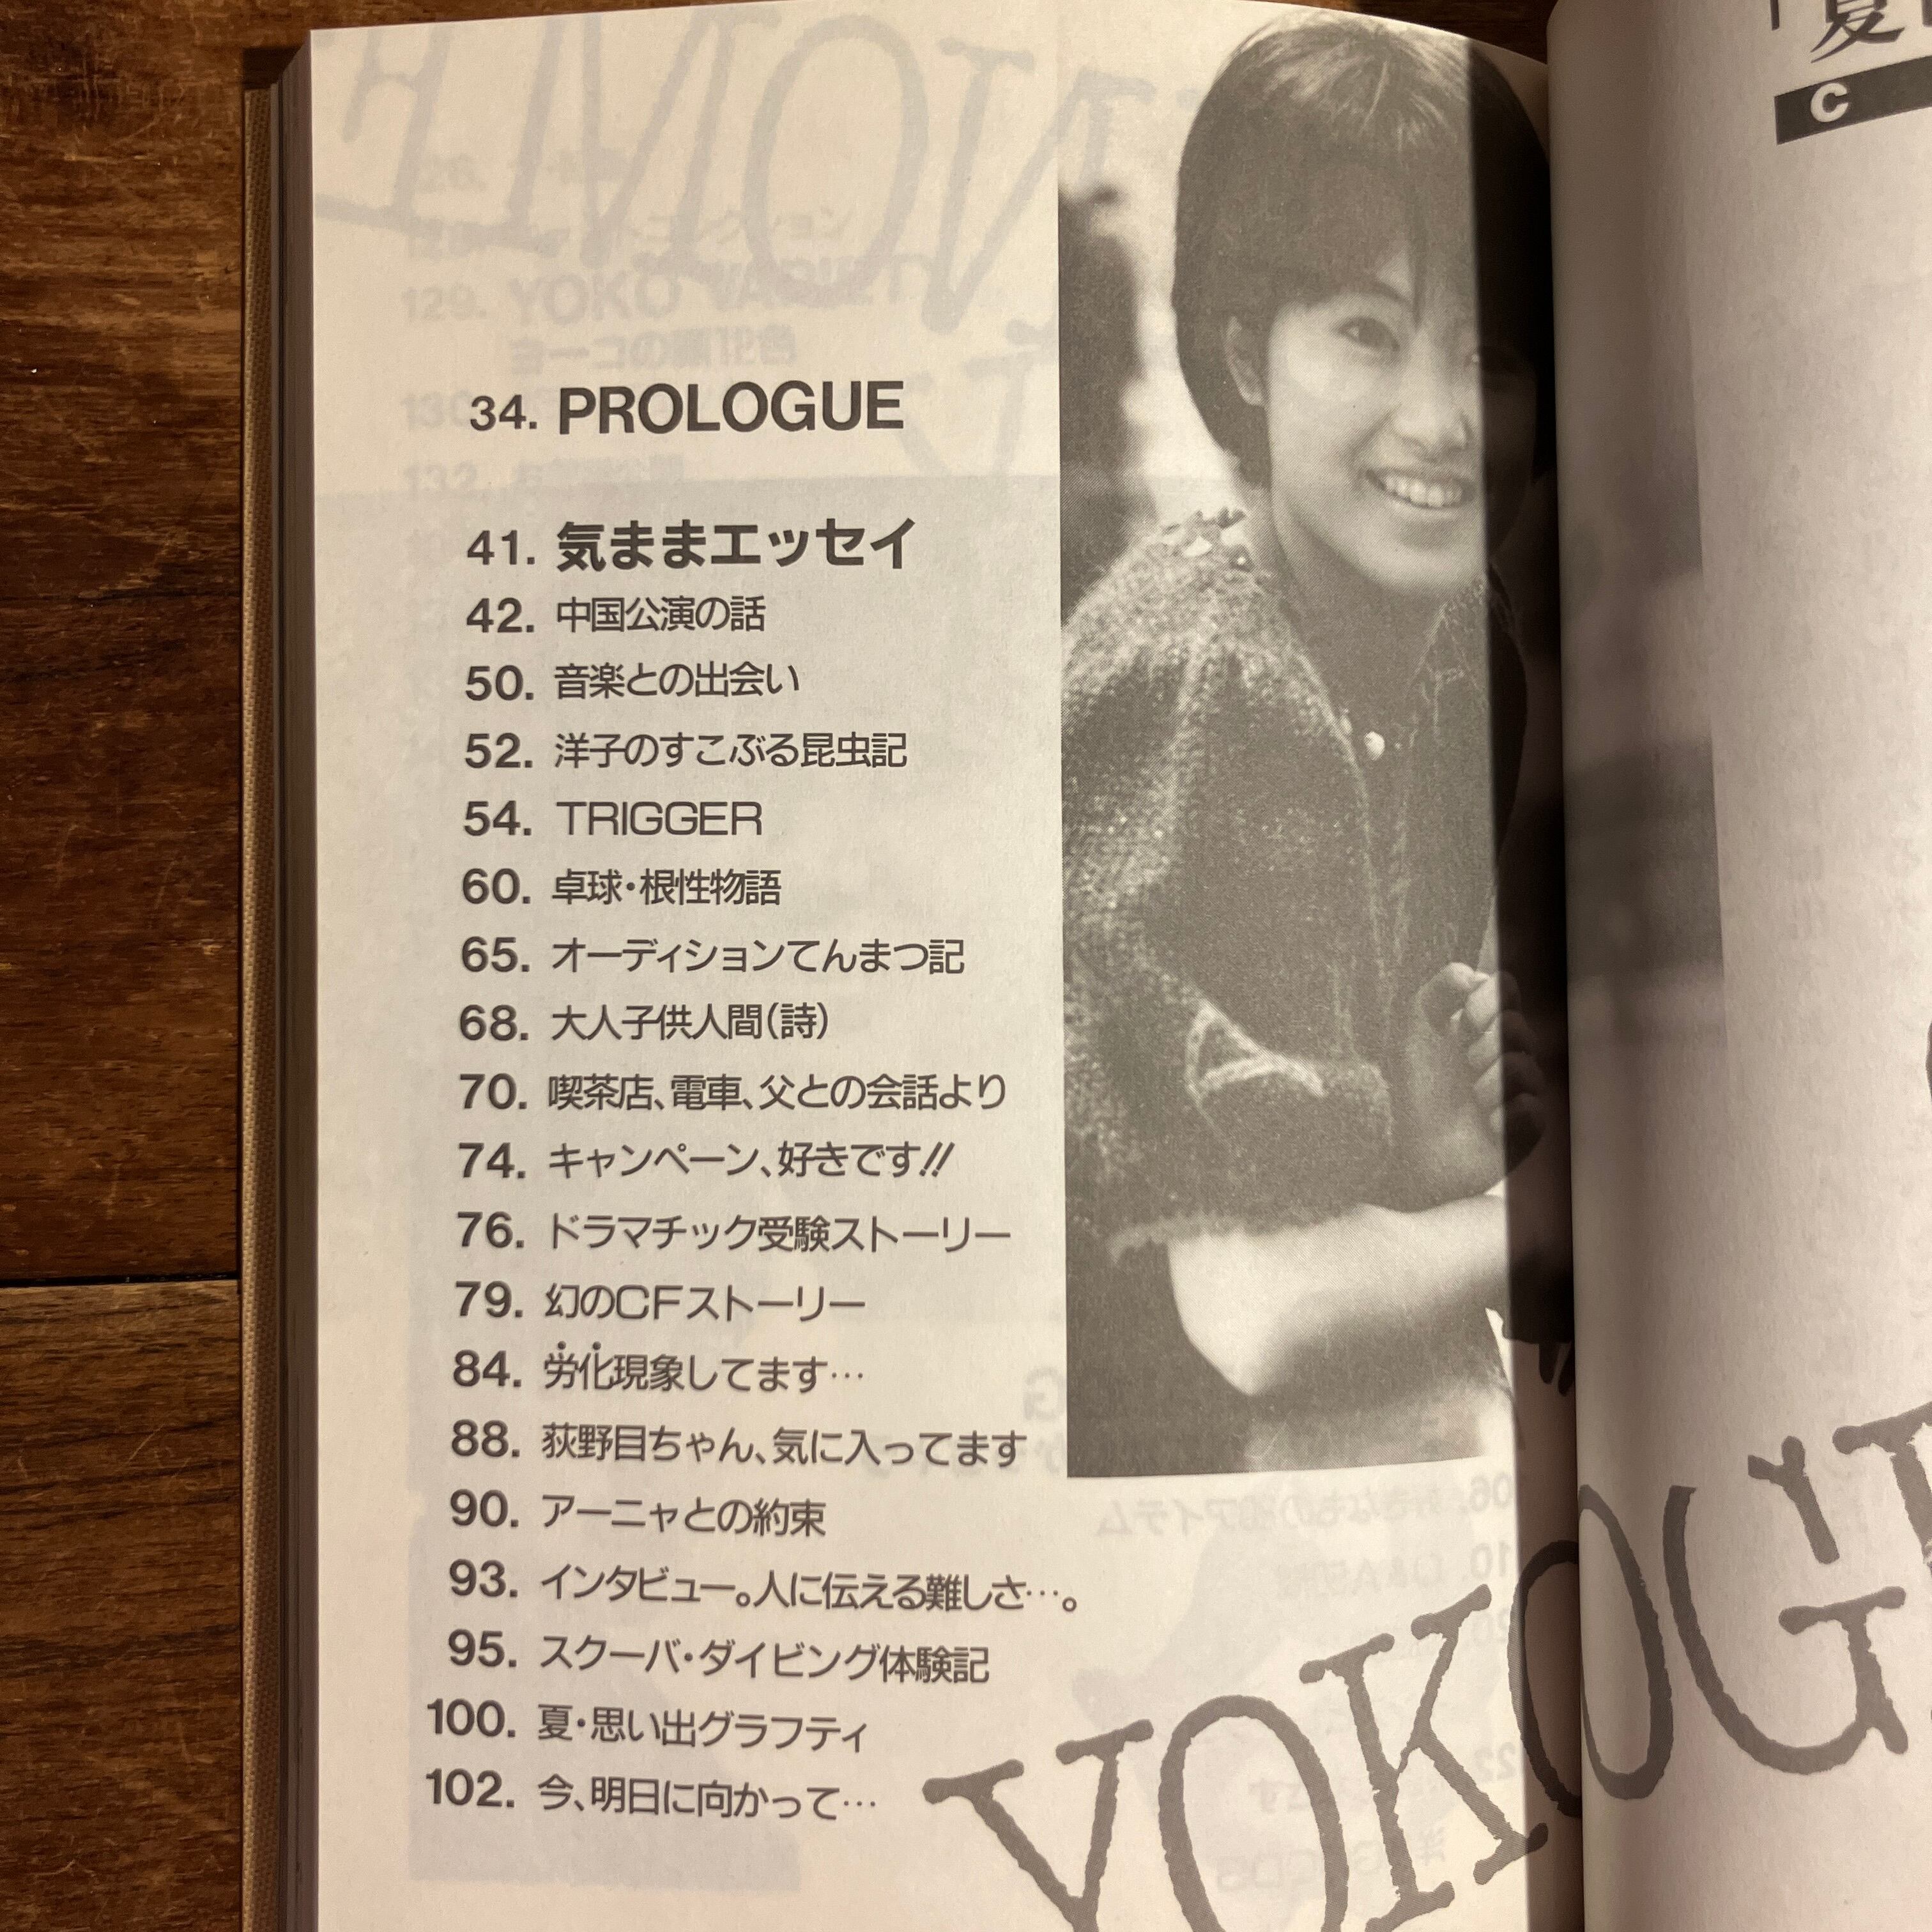 34. PROLOGUE
41. 気ままエッセイ
42. 中国公演の話
50. 音楽との出会い
52. 洋子のすこぶる昆虫記
54. TRIGGER
60. 卓球・根性物語
65. オーディションてんまつ記
68. 大人子供人間(詩)
70. 喫茶店、電車、父との会話より
74. キャンペーン、好きです!!
76. ドラマチック受験ストーリー
79. 幻のCFストーリー
84. 労化現象してます…
88. 荻野目ちゃん、気に入ってます
90. アーニャとの約束
93. インタビュー。人に伝える難しさ…。
95. スクーバ・ダイビング体験記
100. 夏・思い出グラフティ
102. 今、明日に向かって…
YOKOGI
「夏
C